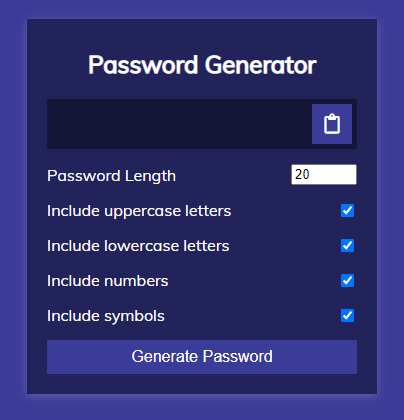 Password Generator
Password Length 20
Include uppercase letters
Include lowercase letters
Include numbers
Include symbols
Generate Password